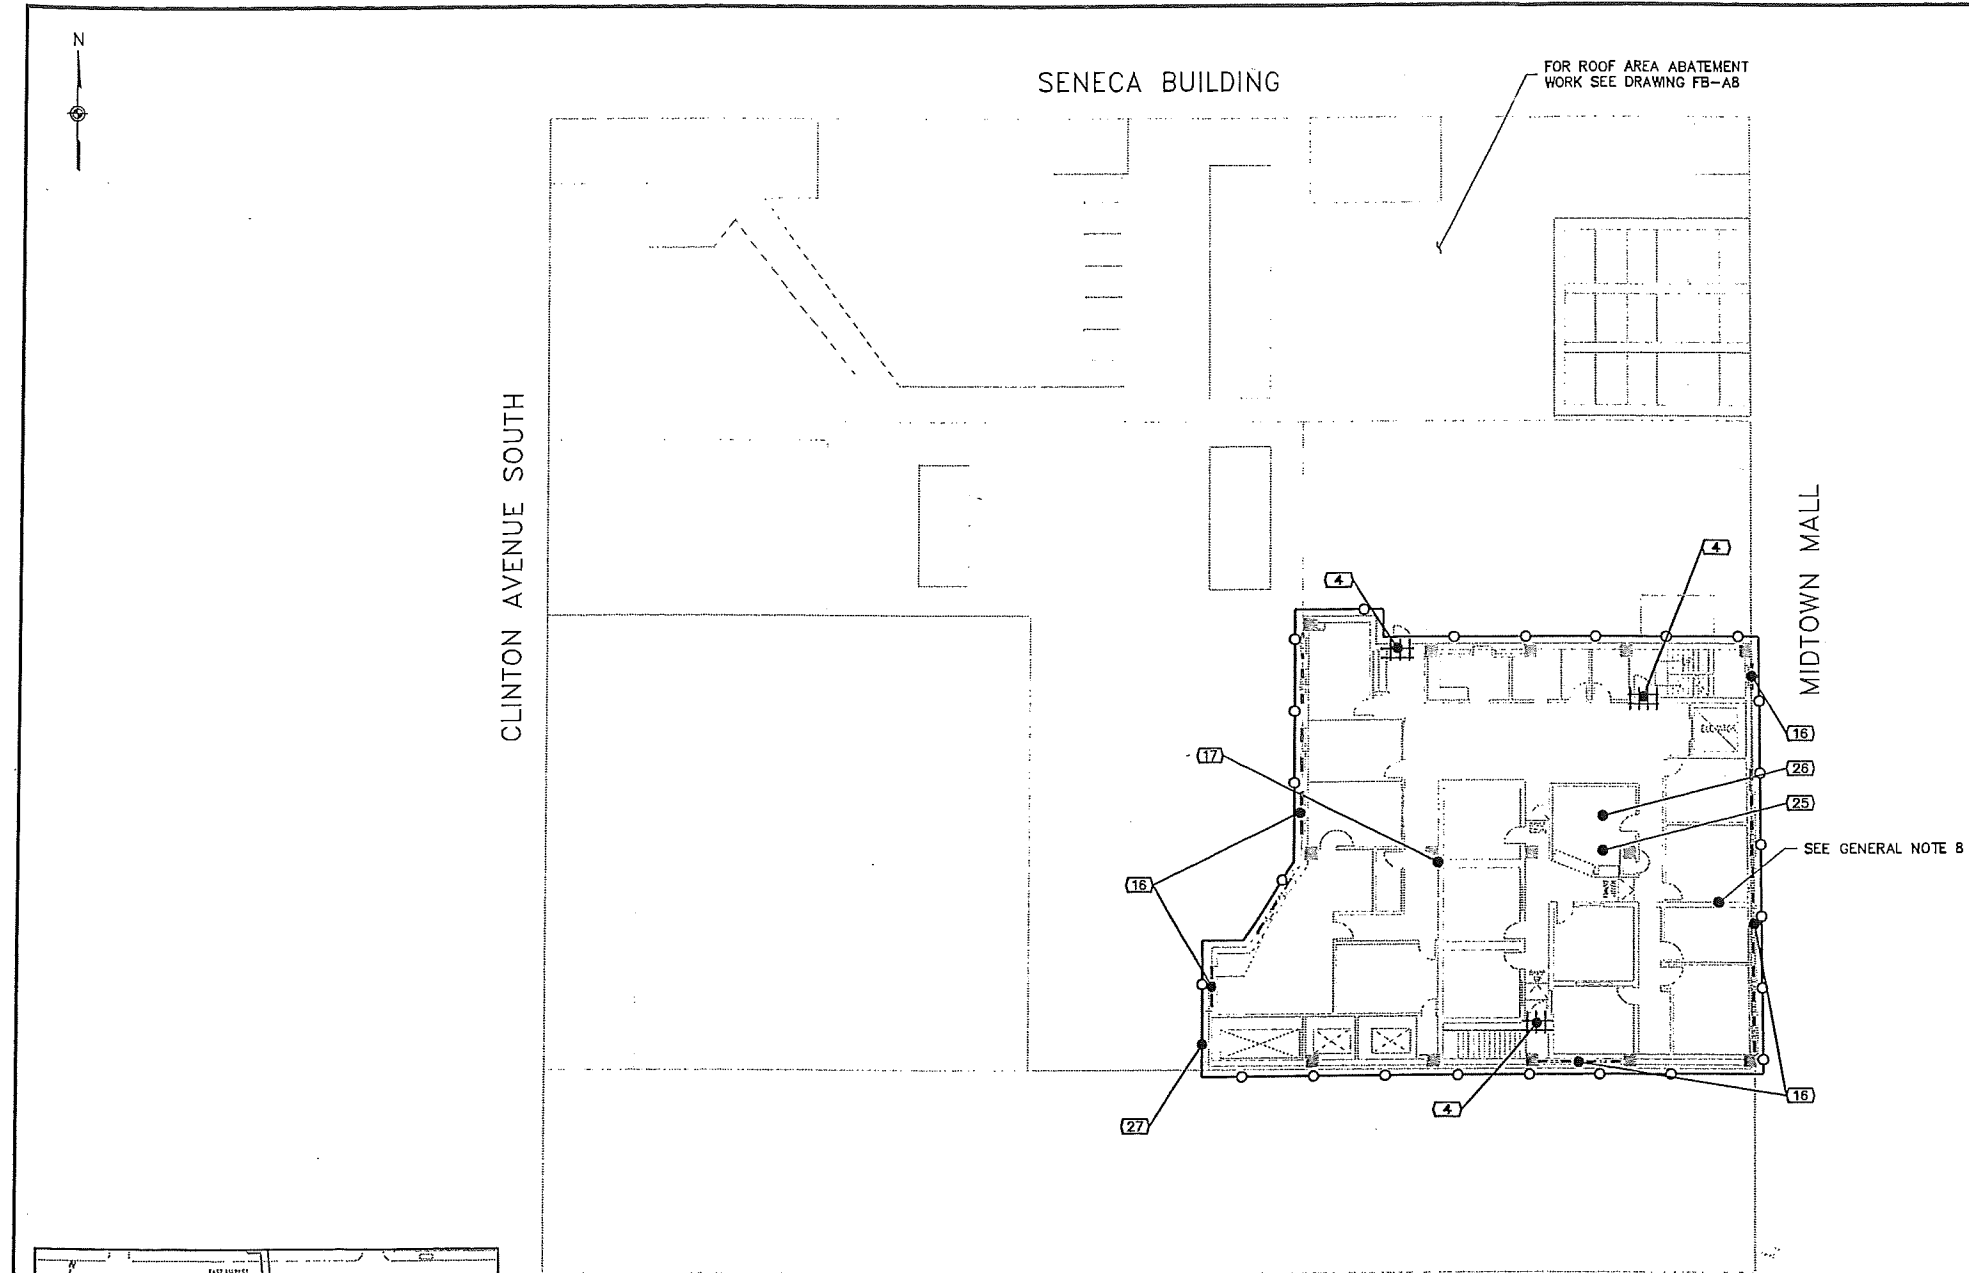 N
SENECA BUILDING
FOR ROOF AREA ABATEMENT
WORK SEE DRAWING FB-A8
CLINTON AVENUE SOUTH
MIDTOWN MALL
4
4
16
17
26
25
SEE GENERAL NOTE 8
16
4
16
27
ELEVATOR
N